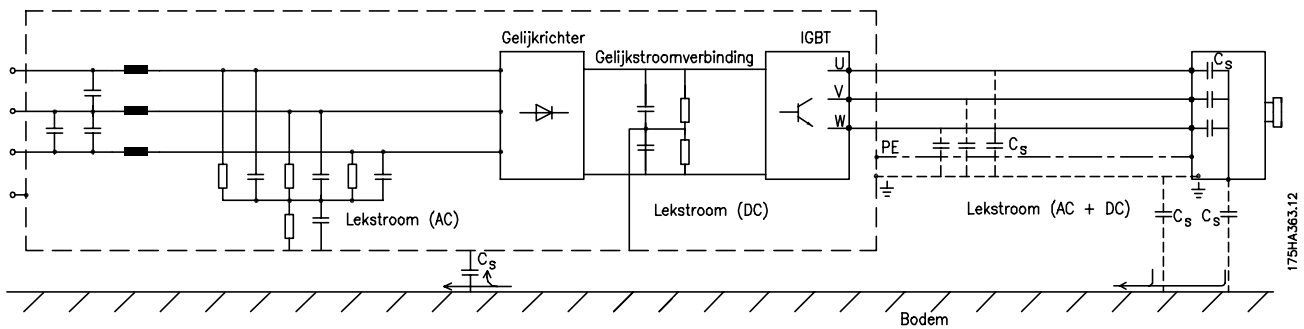 Gelijkrichter
Gelijkstroomverbinding
IGBT
U
V
W
PE
Cs
Cs
Lekstroom (AC)
Lekstroom (DC)
Lekstroom (AC + DC)
Cs
Cs
Cs
Bodem
175HA363.12